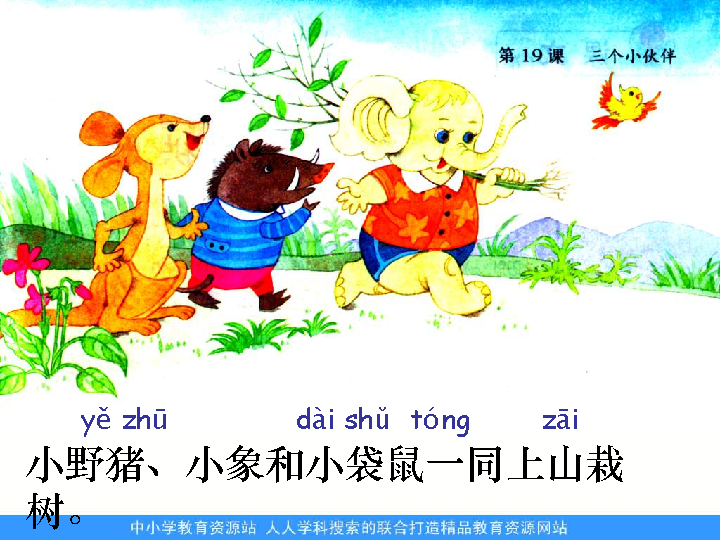 第19课 三个小伙伴
yě zhū dài shǔ tóng zāi
小野猪、小象和小袋鼠一同上山栽
树。
中小学教育资源站 人人学科搜索的联合打造精品教育资源网站